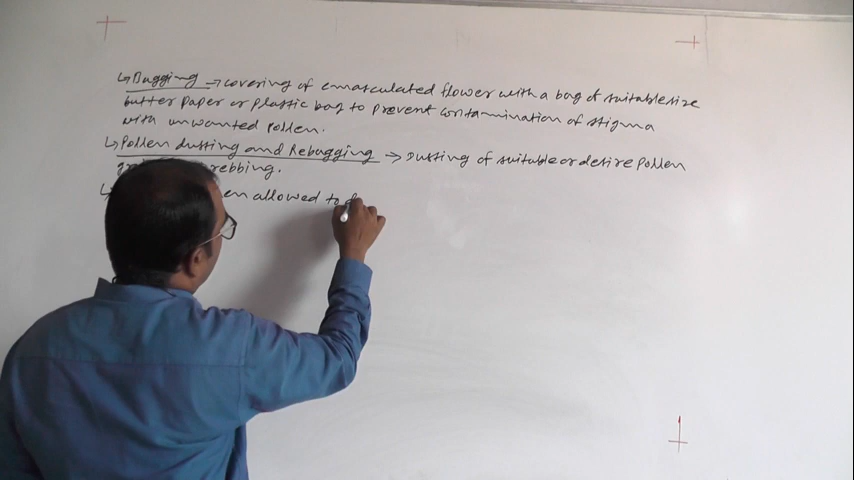 ↳Bagging → covering of emasculated flower with a bag of suitable size
butter paper or plastic bag to prevent contamination of stigma
with unwanted pollen.
↳Pollen dusting and Rebagging → Dusting of suitable or desire pollen
rebbing.
allowed to